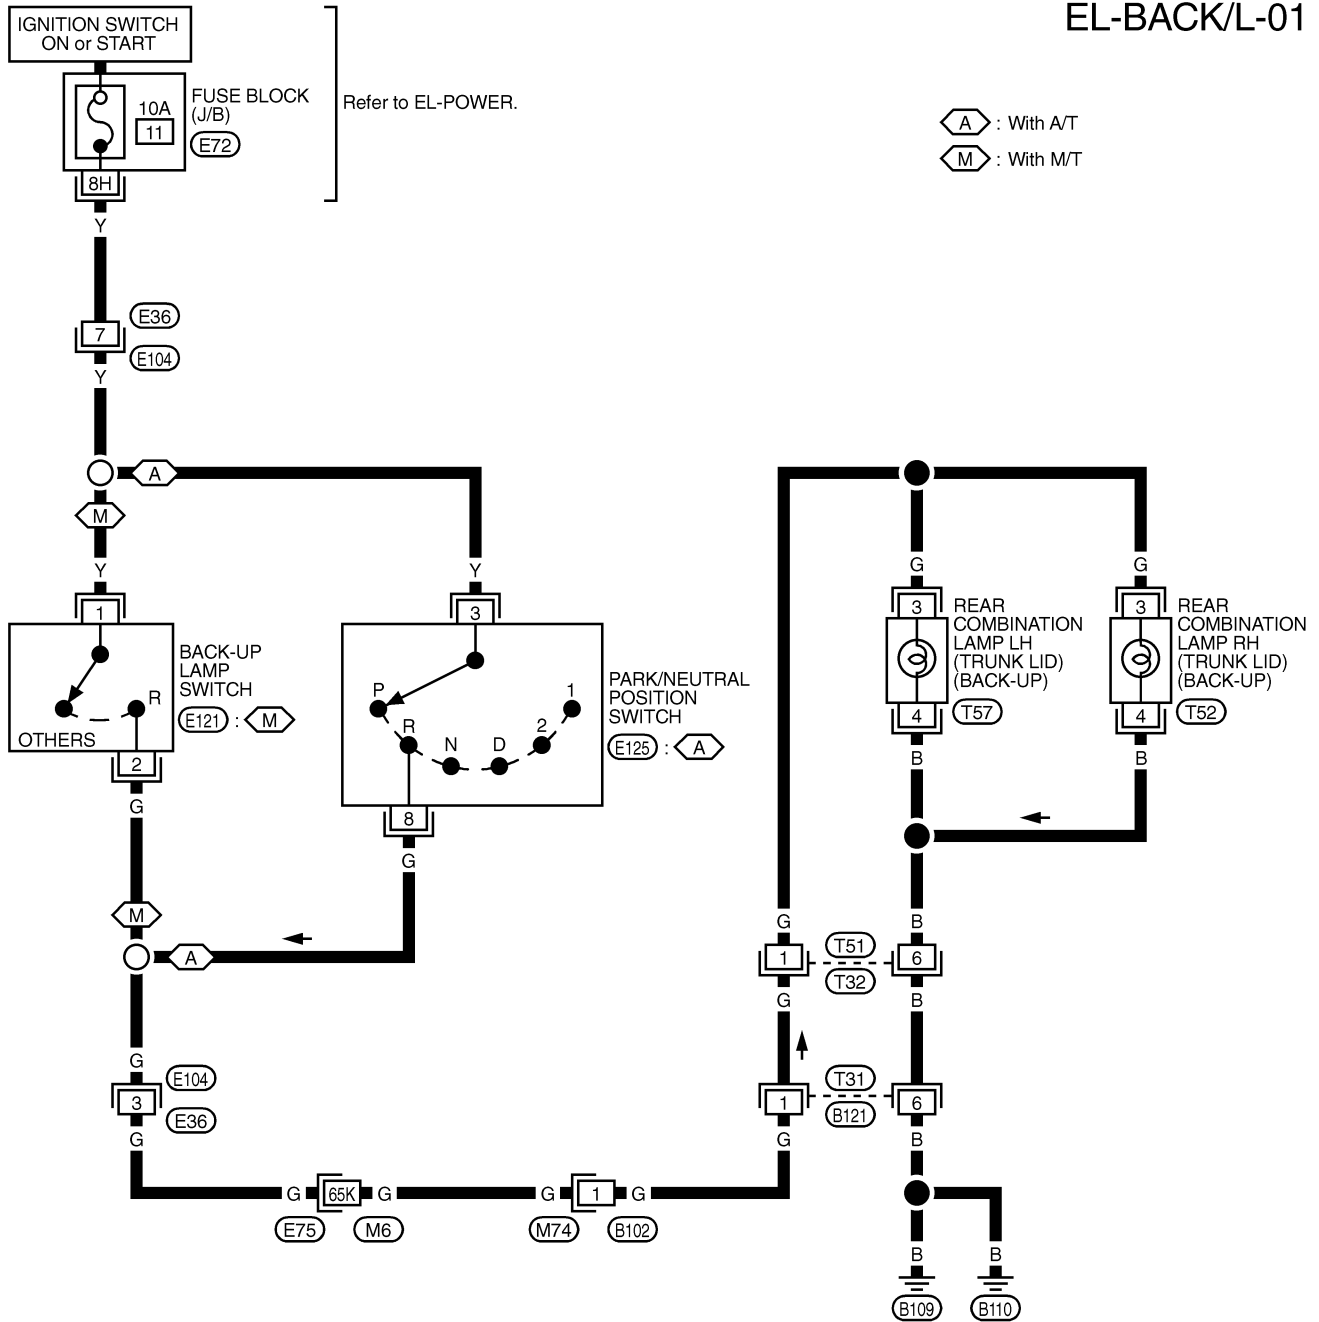 EL-BACK/L-01
IGNITION SWITCH
ON or START
FUSE BLOCK
(J/B)
10A
11
E72
8H
Refer to EL-POWER.
A : With A/T
M : With M/T
Y
7
E36
E104
Y
A
M
Y
Y
1
3
BACK-UP
LAMP
SWITCH
E121 : M
R
OTHERS
2
G
P
R
N
D
2
1
PARK/NEUTRAL
POSITION
SWITCH
E125 : A
8
G
M
A
G
3
E104
E36
G
G
65K
G
E75
M6
G
1
G
M74
B102
G
G
3
3
REAR
COMBINATION
LAMP LH
(TRUNK LID)
(BACK-UP)
T57
REAR
COMBINATION
LAMP RH
(TRUNK LID)
(BACK-UP)
T52
4
4
B
B
G
B
1
T51
T32
6
G
B
1
T31
B121
6
G
B
B
B
B109
B110